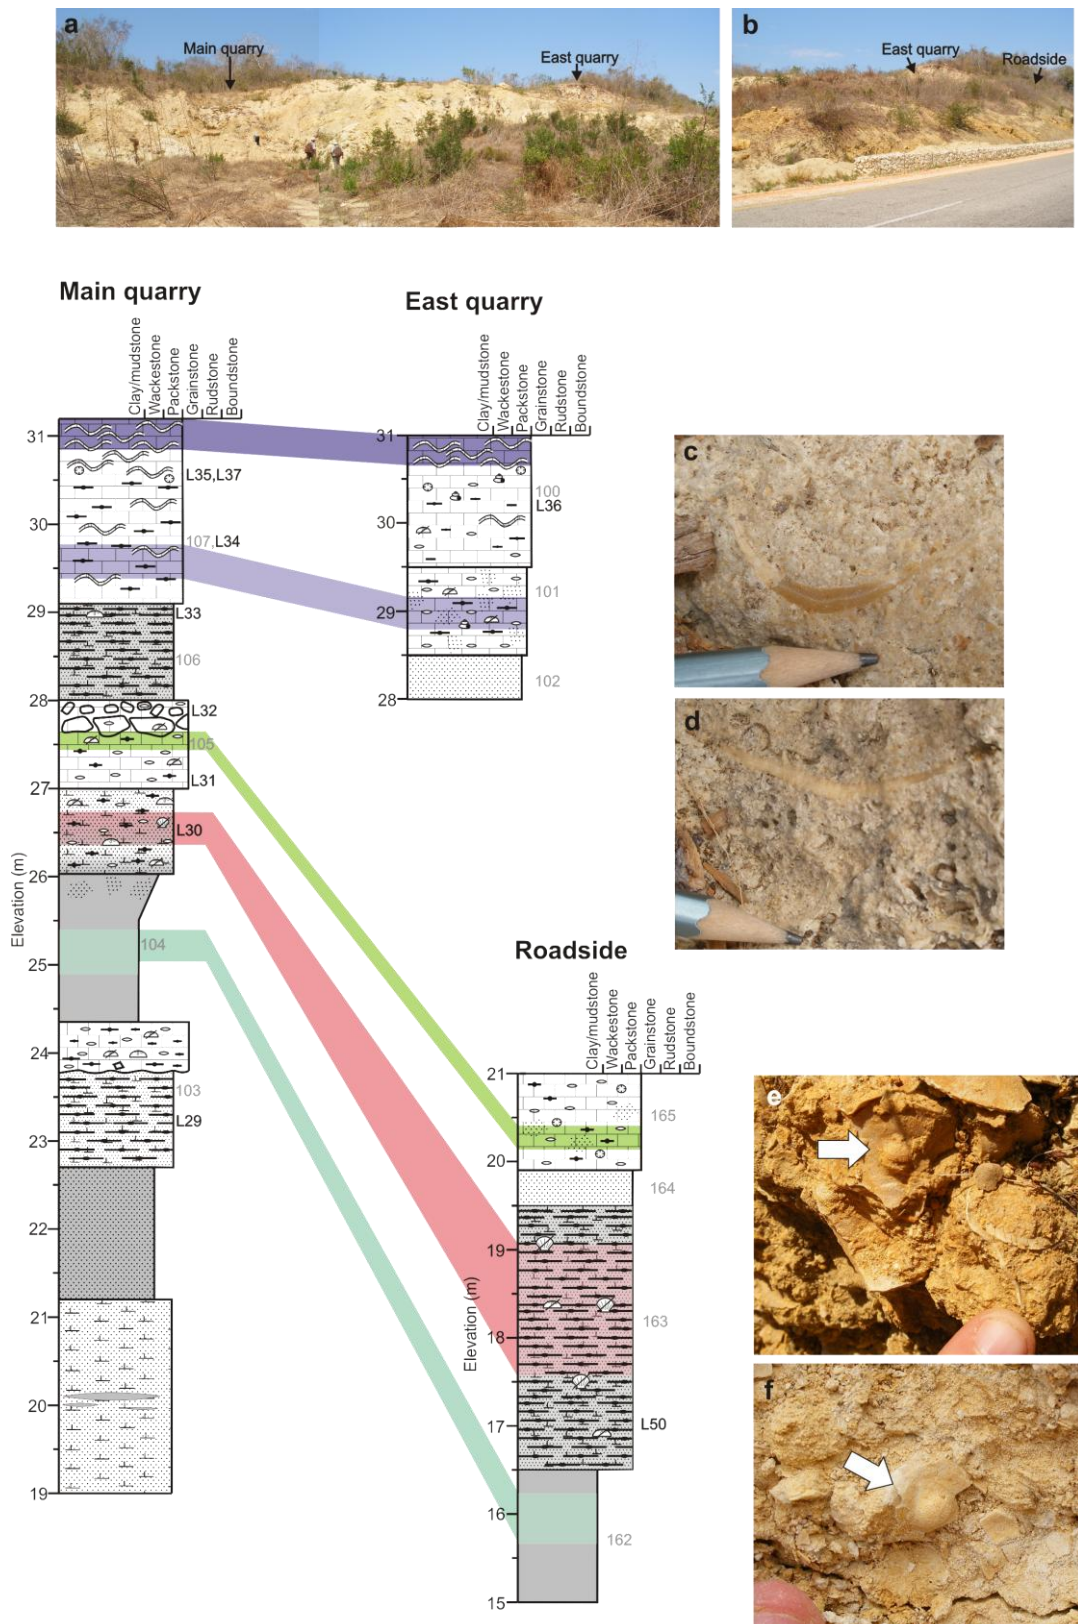 a
Main quarry
East quarry
b
East quarry
Roadside
Main quarry
Clay/mudstone
Wackestone
Packstone
Grainstone
Rudstone
Boundstone
31
30
29
28
27
26
25
24
23
22
21
20
19
Elevation (m)
L35,L37
107,L34
L33
106
L32
105
L31
L30
104
103
L29
East quarry
Clay/mudstone
Wackestone
Packstone
Grainstone
Rudstone
Boundstone
31
30
29
28
100
L36
101
102
c
d
Roadside
Clay/mudstone
Wackestone
Packstone
Grainstone
Rudstone
Boundstone
21
20
19
18
17
16
15
Elevation (m)
165
164
163
L50
162
e
f